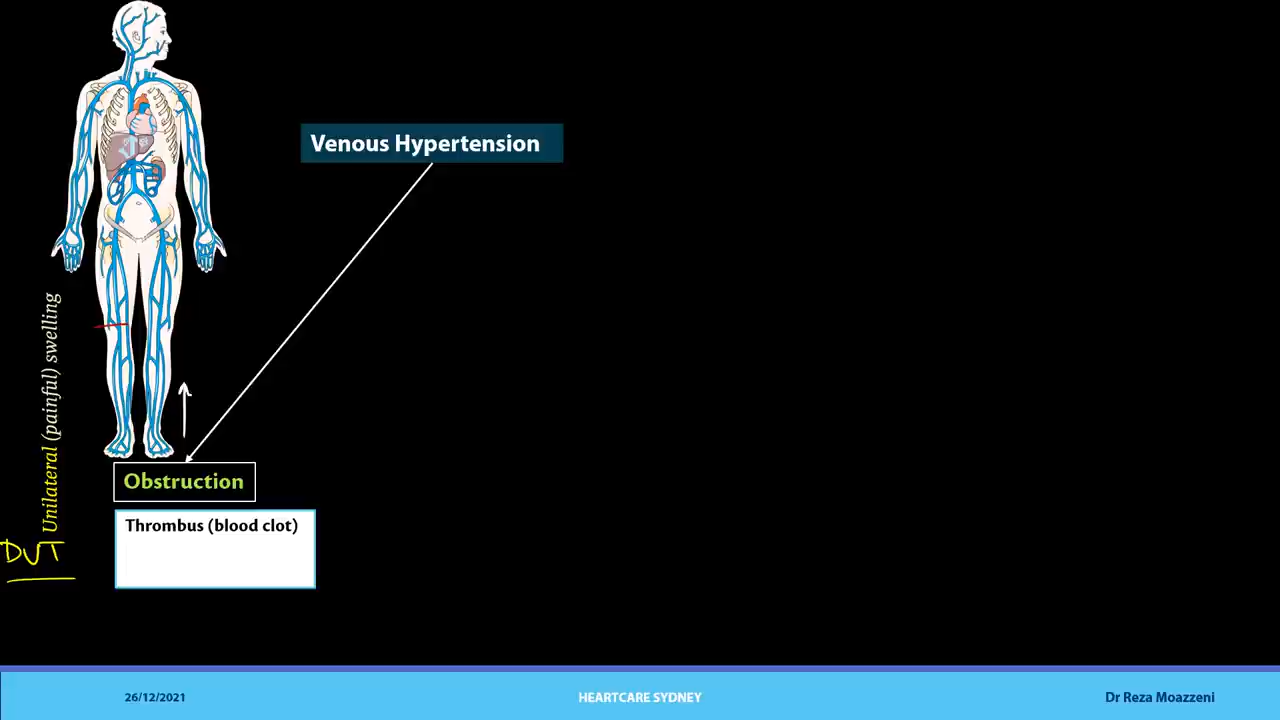 Venous Hypertension
Unilateral (painful) swelling
Obstruction
Thrombus (blood clot)
DVT
26/12/2021
HEARTCARE SYDNEY
Dr Reza Moazzeni